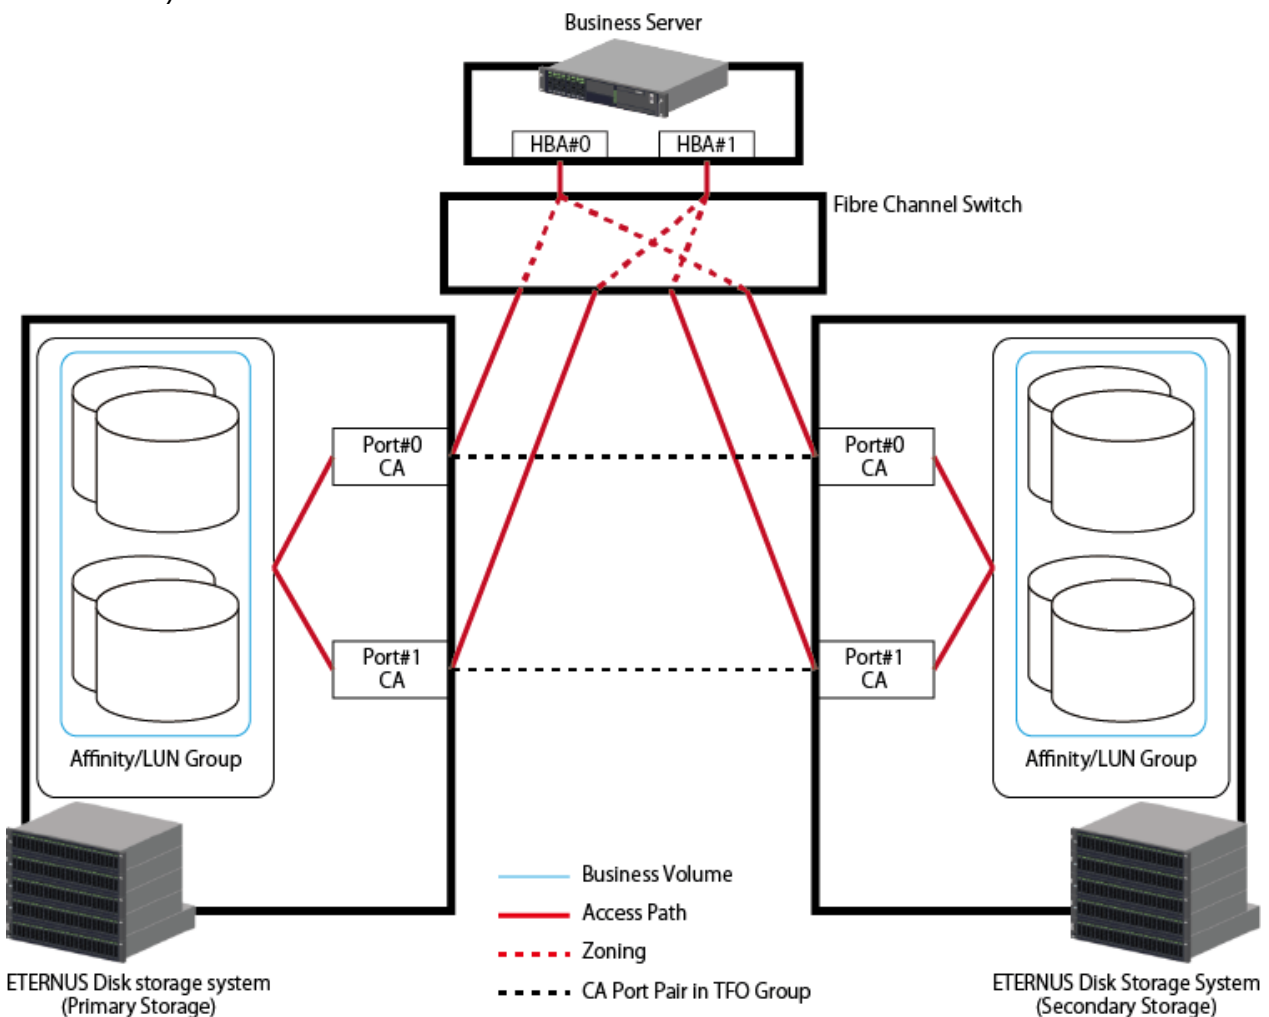 Business Server
HBA#0
HBA#1
Fibre Channel Switch
Port#0
CA
Port#0
CA
Port#1
CA
Port#1
CA
Affinity/LUN Group
Affinity/LUN Group
Business Volume
Access Path
Zoning
CA Port Pair in TFO Group
ETERNUS Disk storage system
(Primary Storage)
ETERNUS Disk Storage System
(Secondary Storage)